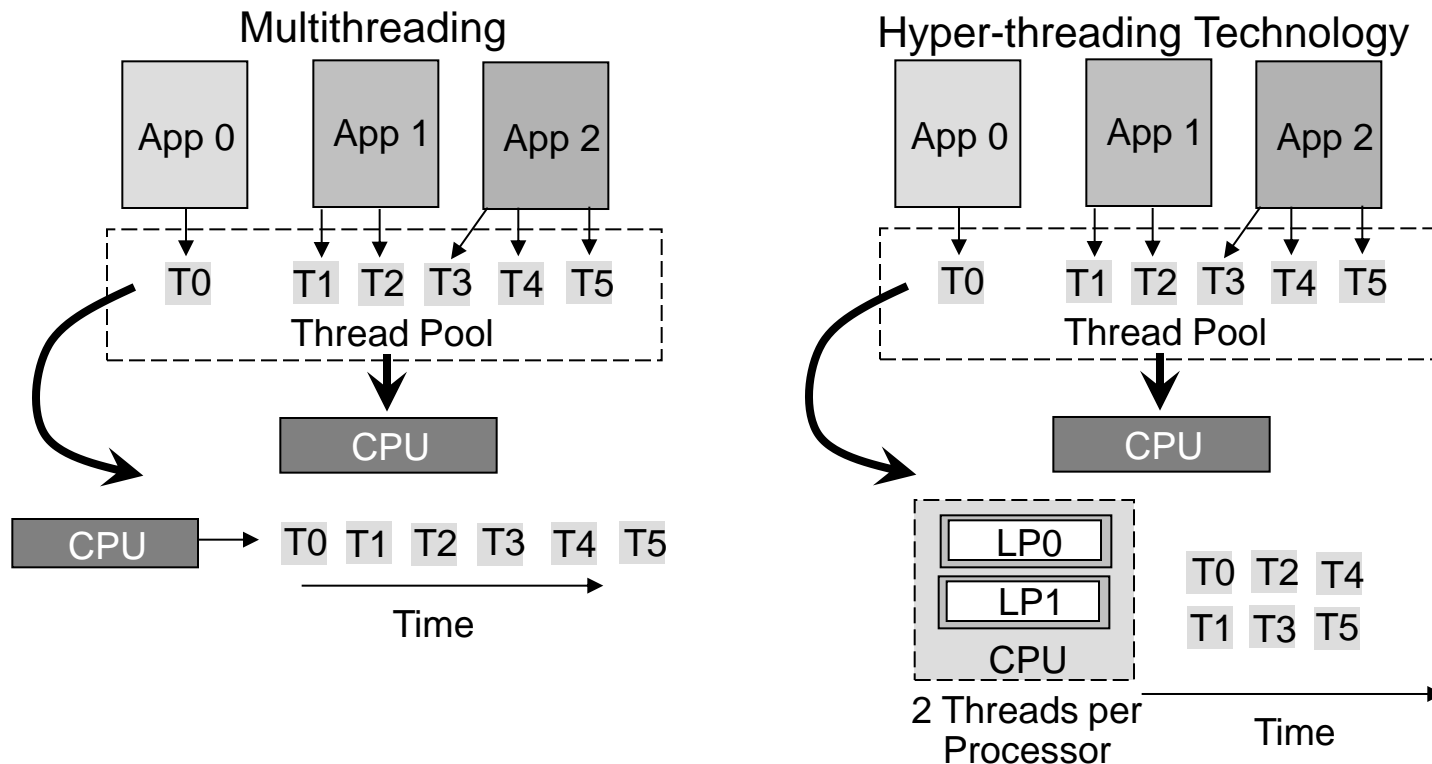 Multithreading
App 0
App 1
App 2
T0
T1
T2
T3
T4
T5
Thread Pool
CPU
CPU
T0
T1
T2
T3
T4
T5
Time
Hyper-threading Technology
App 0
App 1
App 2
T0
T1
T2
T3
T4
T5
Thread Pool
CPU
LP0
LP1
CPU
2 Threads per
Processor
T0
T2
T4
T1
T3
T5
Time